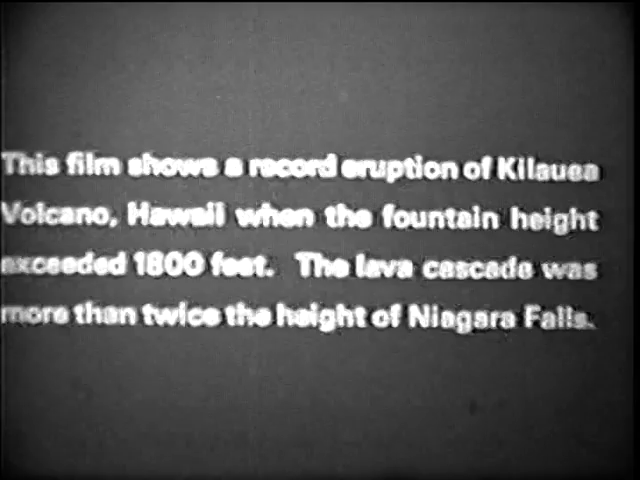 This film shows a record eruption of Kilauea
Volcano, Hawaii when the fountain height
exceeded 1800 feet. The lava cascade was
more than twice the height of Niagara Falls.